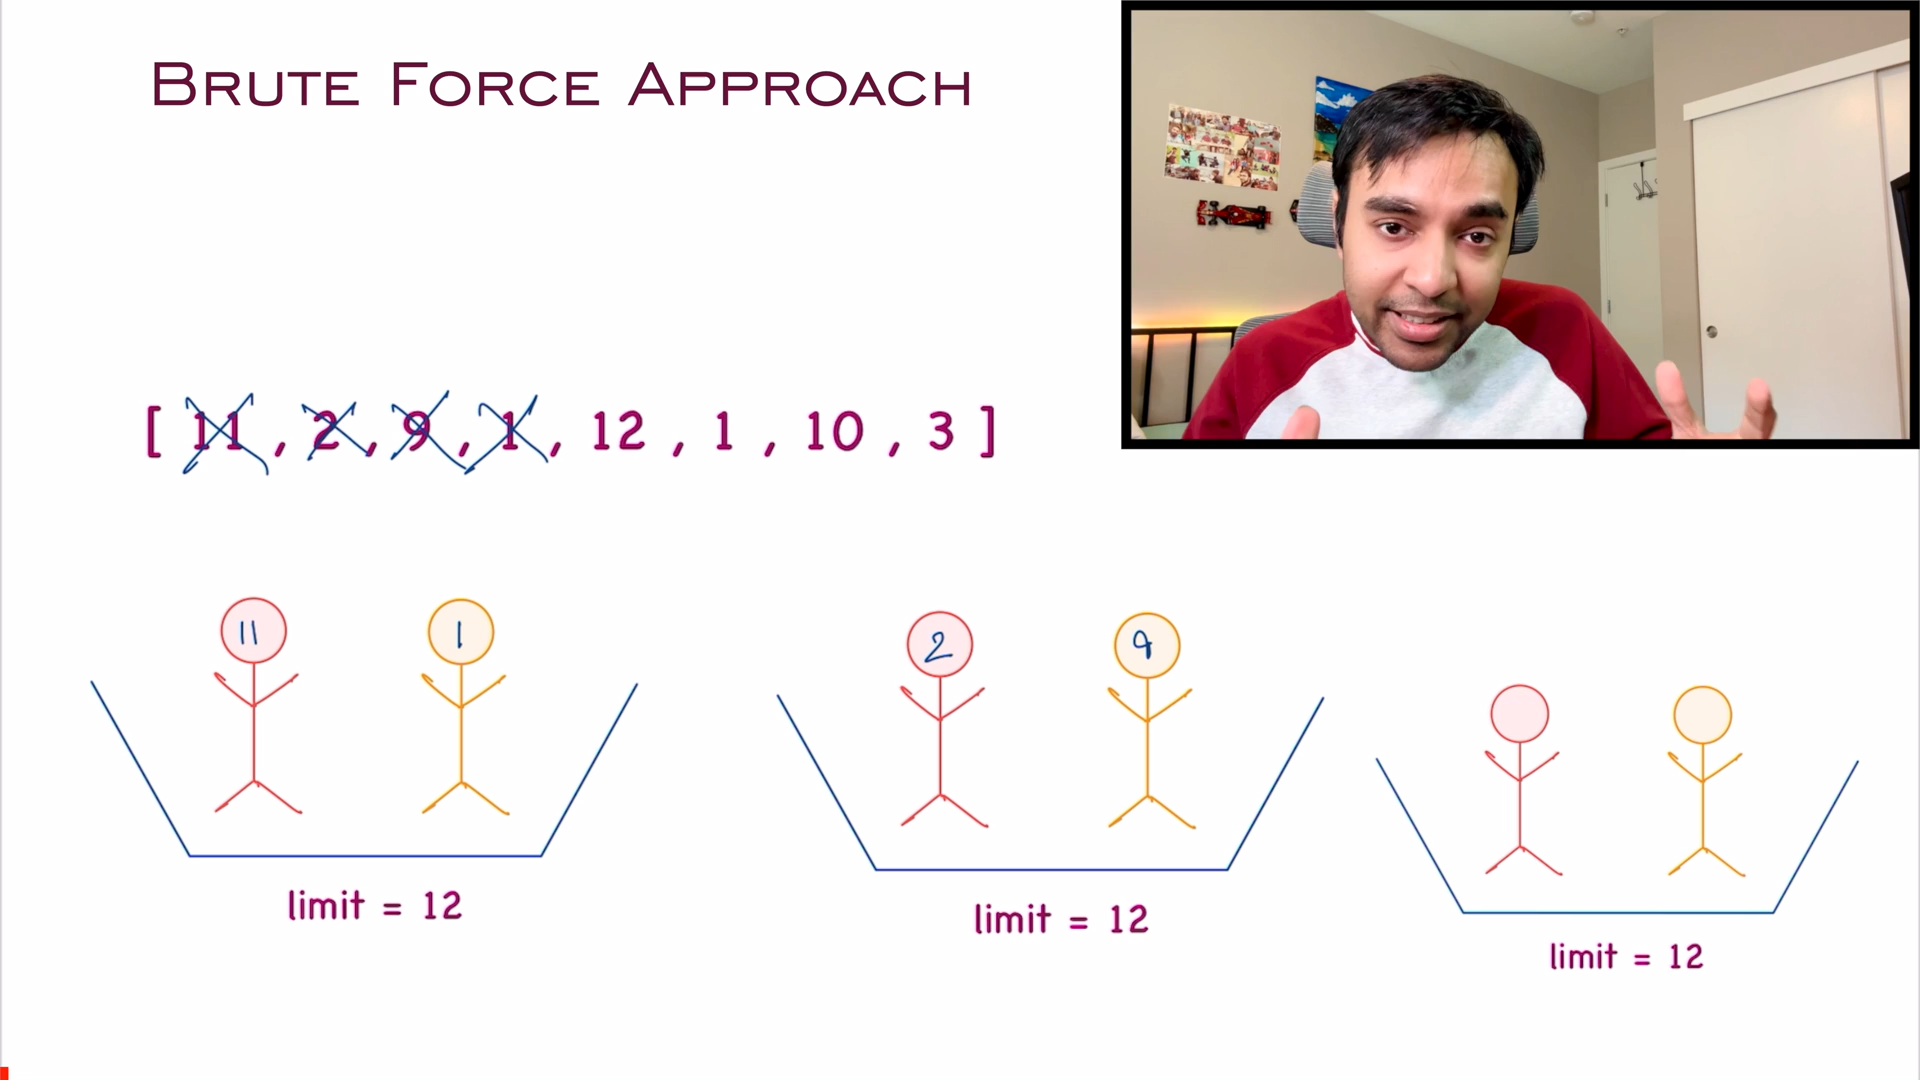 BRUTE FORCE APPROACH
[ 11 , 2 , 9 , 1 , 12 , 1 , 10 , 3 ]
11 1
2 9
limit = 12
limit = 12
limit = 12